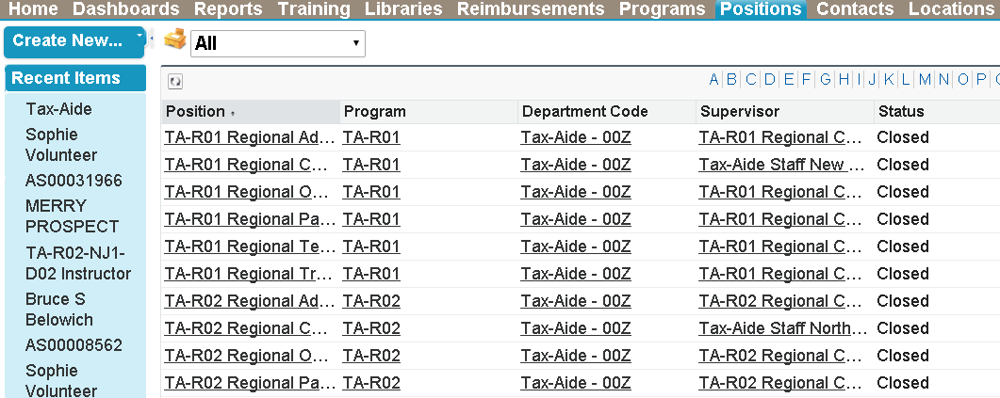 Home Dashboards Reports Training Libraries Reimbursements Programs Positions Contacts Locations
Create New...
All
Recent Items
A B C D E F G H I J K L M N O P
Tax-Aide
Sophie
Volunteer
AS00031966
MERRY
PROSPECT
TA-R02-NJ1-
D02 Instructor
Bruce S
Belowich
AS00008562
Sophie
Volunteer
Position Program Department Code Supervisor Status
TA-R01 Regional Ad... TA-R01 Tax-Aide - 00Z TA-R01 Regional C... Closed
TA-R01 Regional C... TA-R01 Tax-Aide - 00Z Tax-Aide Staff New ... Closed
TA-R01 Regional O... TA-R01 Tax-Aide - 00Z TA-R01 Regional C... Closed
TA-R01 Regional Pa... TA-R01 Tax-Aide - 00Z TA-R01 Regional C... Closed
TA-R01 Regional Te... TA-R01 Tax-Aide - 00Z TA-R01 Regional C... Closed
TA-R01 Regional Tr... TA-R01 Tax-Aide - 00Z TA-R01 Regional C... Closed
TA-R02 Regional Ad... TA-R02 Tax-Aide - 00Z TA-R02 Regional C... Closed
TA-R02 Regional C... TA-R02 Tax-Aide - 00Z Tax-Aide Staff North... Closed
TA-R02 Regional O... TA-R02 Tax-Aide - 00Z TA-R02 Regional C... Closed
TA-R02 Regional Pa... TA-R02 Tax-Aide - 00Z TA-R02 Regional C... Closed